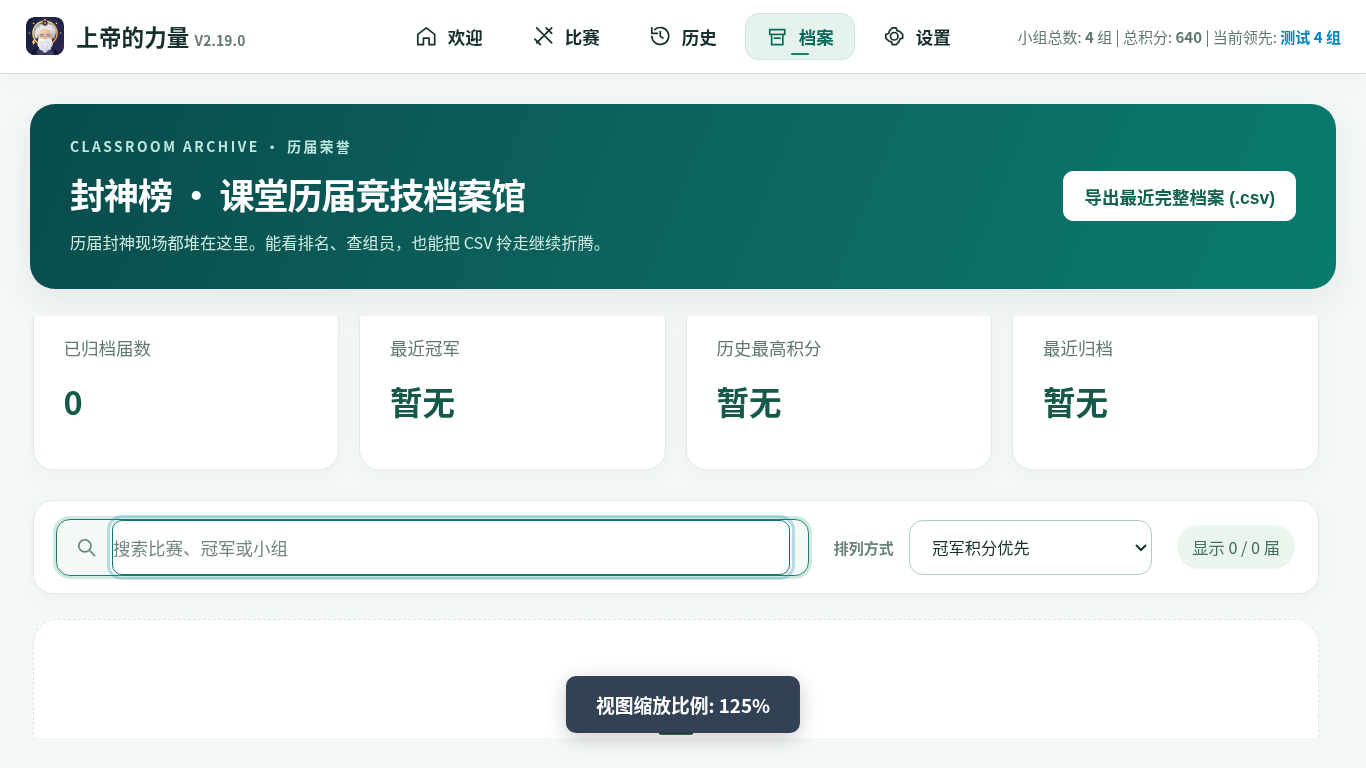 上帝的力量 V2.19.0
欢迎
比赛
历史
档案
设置
小组总数: 4 组 | 总积分: 640 | 当前领先: 测试 4 组
CLASSROOM ARCHIVE · 历届荣誉
封神榜 · 课堂历届竞技档案馆
历届封神现场都堆在这里。能看排名、查组员，也能把 CSV 拎走继续折腾。
导出最近完整档案 (.csv)
已归档届数
0
最近冠军
暂无
历史最高积分
暂无
最近归档
暂无
搜索比赛、冠军或小组
排列方式
冠军积分优先
显示 0 / 0 届
视图缩放比例: 125%